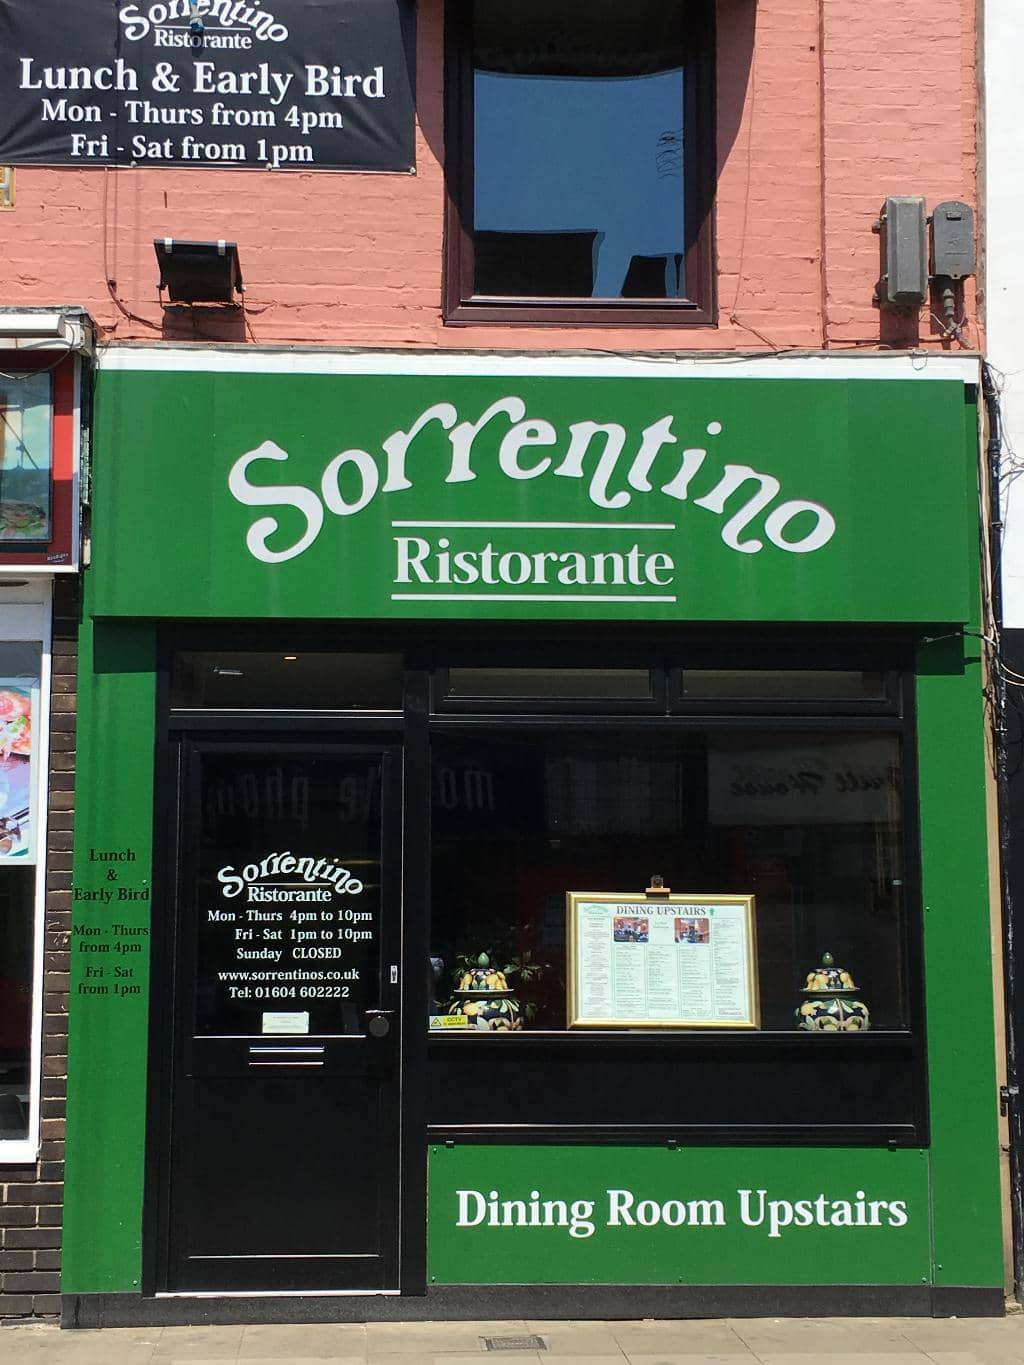 Sorrentino
Ristorante
Lunch & Early Bird
Mon - Thurs from 4pm
Fri - Sat from 1pm
Sorrentino
Ristorante
Lunch
&
Early Bird
Mon - Thurs
from 4pm
Fri - Sat
from 1pm
Sorrentino
Ristorante
Mon - Thurs 4pm to 10pm
Fri - Sat 1pm to 10pm
Sunday CLOSED
www.sorrentinos.co.uk
Tel: 01604 602222
DINING UPSTAIRS
CCTV
Dining Room Upstairs